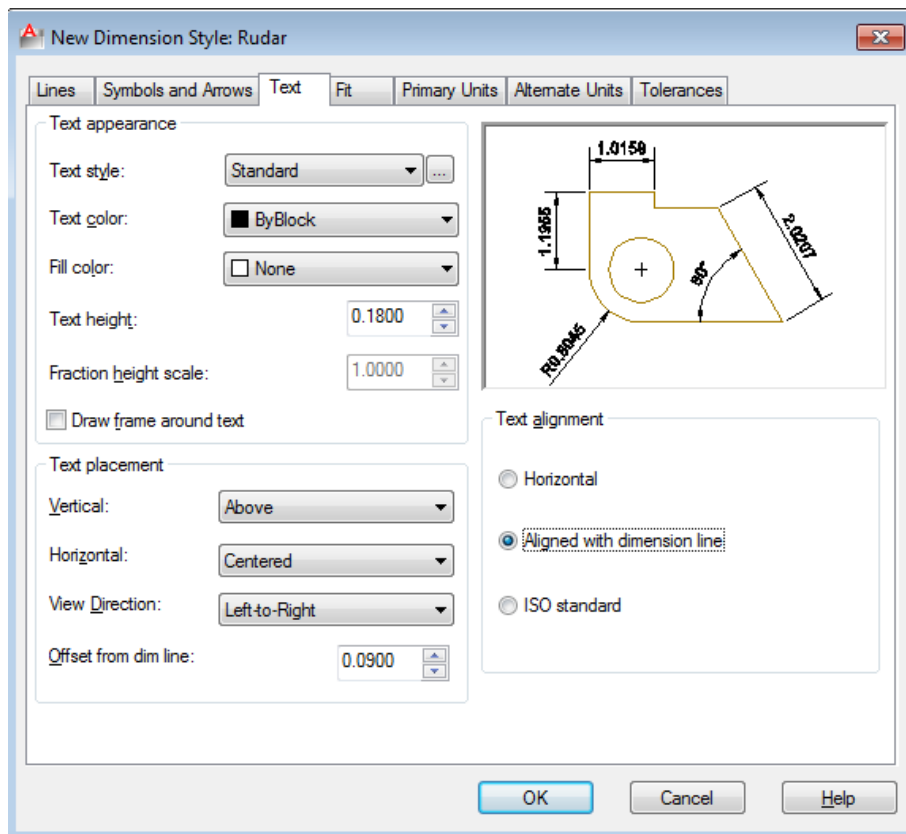 New Dimension Style: Rudar
Lines Symbols and Arrows Text Fit Primary Units Alternate Units Tolerances
Text appearance
Text style: Standard ...
Text color: ByBlock
Fill color: None
Text height: 0.1800
Fraction height scale: 1.0000
Draw frame around text
Text placement
Vertical: Above
Horizontal: Centered
View Direction: Left-to-Right
Offset from dim line: 0.0900
1.0159
1.1955
2.0207
80°
R0.8045
Text alignment
Horizontal
Aligned with dimension line
ISO standard
OK Cancel Help